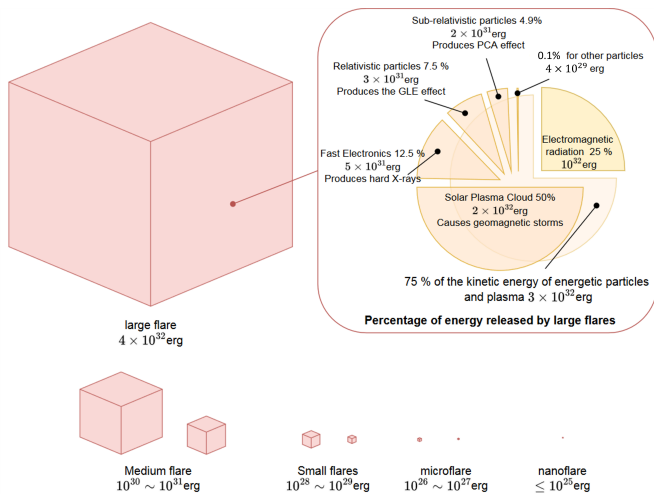 Sub-relativistic particles 4.9%
2 × 10³¹erg
Produces PCA effect
0.1% for other particles
4 × 10²⁹ erg
Relativistic particles 7.5 %
3 × 10³¹erg
Produces the GLE effect
Electromagnetic
radiation 25 %
10³²erg
Fast Electronics 12.5 %
5 × 10³¹erg
Produces hard X-rays
Solar Plasma Cloud 50%
2 × 10³²erg
Causes geomagnetic storms
75 % of the kinetic energy of energetic particles
and plasma 3 × 10³²erg
Percentage of energy released by large flares
large flare
4 × 10³²erg
Medium flare
10³⁰ ~ 10³¹erg
Small flares
10²⁸ ~ 10²⁹erg
microflare
10²⁶ ~ 10²⁷erg
nanoflare
≤ 10²⁵erg